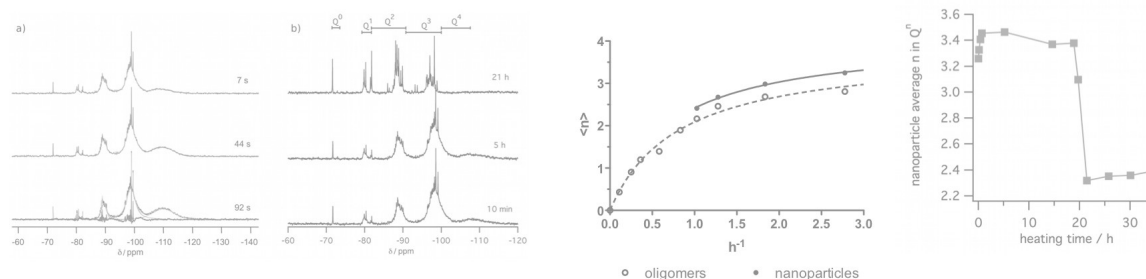 a)
7 s
44 s
92 s
-60 -70 -80 -90 -100 -110 -120 -130 -140
δ / ppm
b)
Q⁰ Q¹ Q² Q³ Q⁴
21 h
5 h
10 min
-60 -70 -80 -90 -100 -110 -120
δ / ppm
<n>
4
3
2
1
0
0.0 0.5 1.0 1.5 2.0 2.5 3.0
h⁻¹
oligomers nanoparticles
nanoparticle average n in Qⁿ
3.6
3.4
3.2
3.0
2.8
2.6
2.4
2.2
0 10 20 30
heating time / h